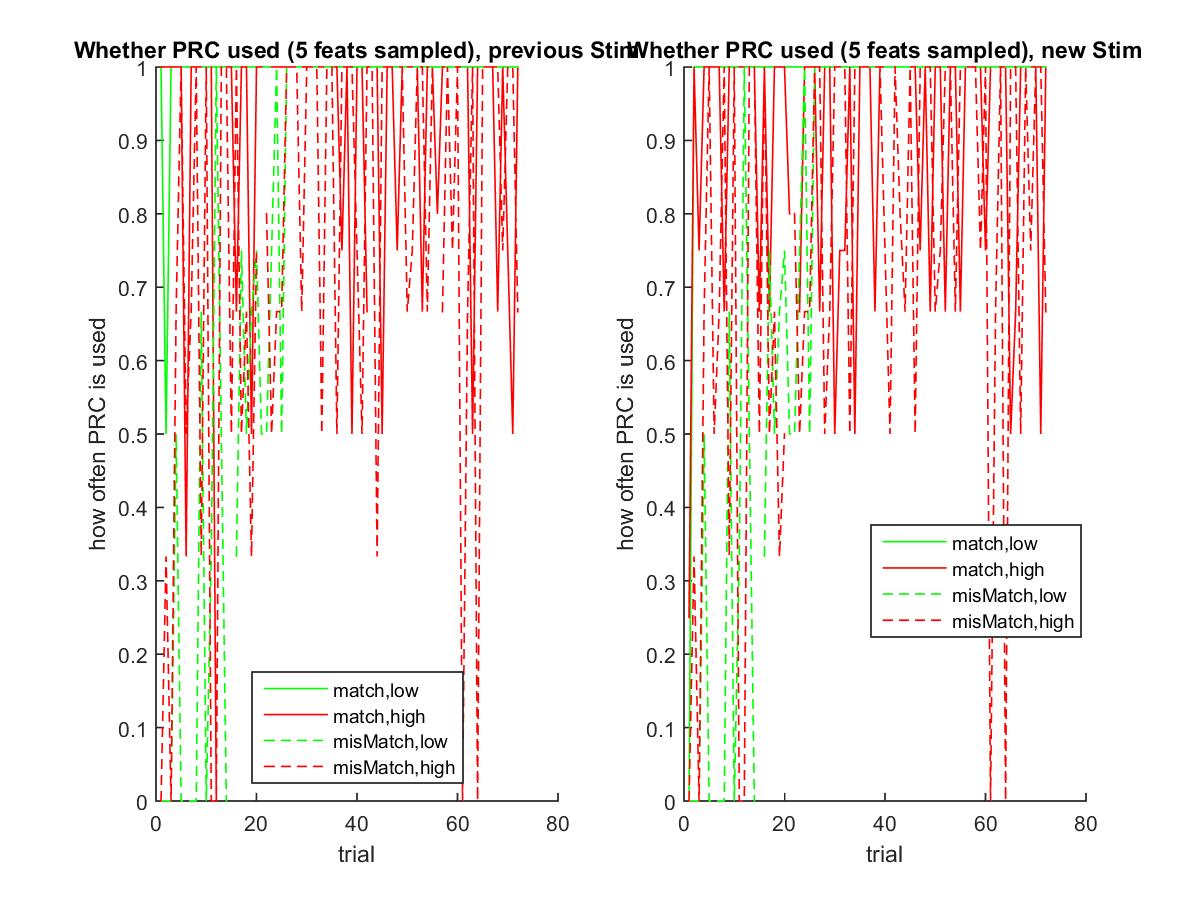 Whether PRC used (5 feats sampled), previous Stim
1
0.9
0.8
0.7
0.6
0.5
0.4
0.3
0.2
0.1
0
how often PRC is used
0
20
40
60
80
trial
match,low
match,high
misMatch,low
misMatch,high
Whether PRC used (5 feats sampled), new Stim
1
0.9
0.8
0.7
0.6
0.5
0.4
0.3
0.2
0.1
0
how often PRC is used
0
20
40
60
80
trial
match,low
match,high
misMatch,low
misMatch,high